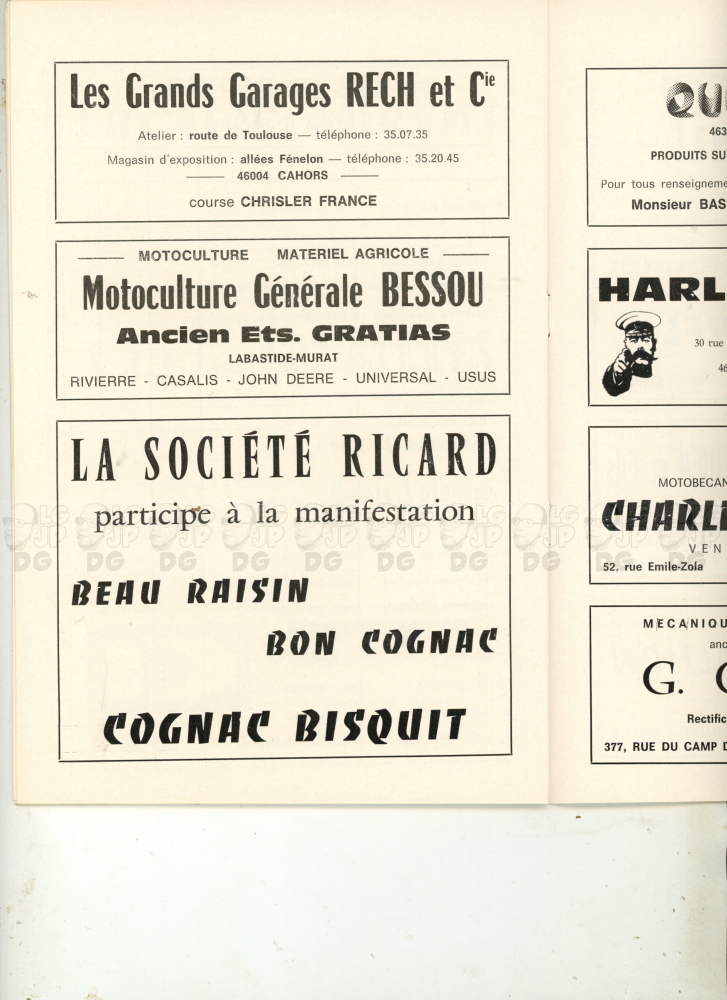 Les Grands Garages RECH et Cie
Atelier : route de Toulouse — téléphone : 35.07.35
Magasin d'exposition : allées Fénelon — téléphone : 35.20.45
46004 CAHORS
course CHRISLER FRANCE
MOTOCULTURE MATERIEL AGRICOLE
Motoculture Générale BESSOU
Ancien Ets. GRATIAS
LABASTIDE-MURAT
RIVIERRE - CASALIS - JOHN DEERE - UNIVERSAL - USUS
LA SOCIÉTÉ RICARD
participe à la manifestation
BEAU RAISIN
BON COGNAC
COGNAC BISQUIT
QU
463
PRODUITS SU
Pour tous renseigneme
Monsieur BAS
HARL
30 rue
46
MOTOBECAN
CHARLI
VEN
52, rue Emile-Zola
MECANIQU
anc
G.
Rectific
377, RUE DU CAMP D